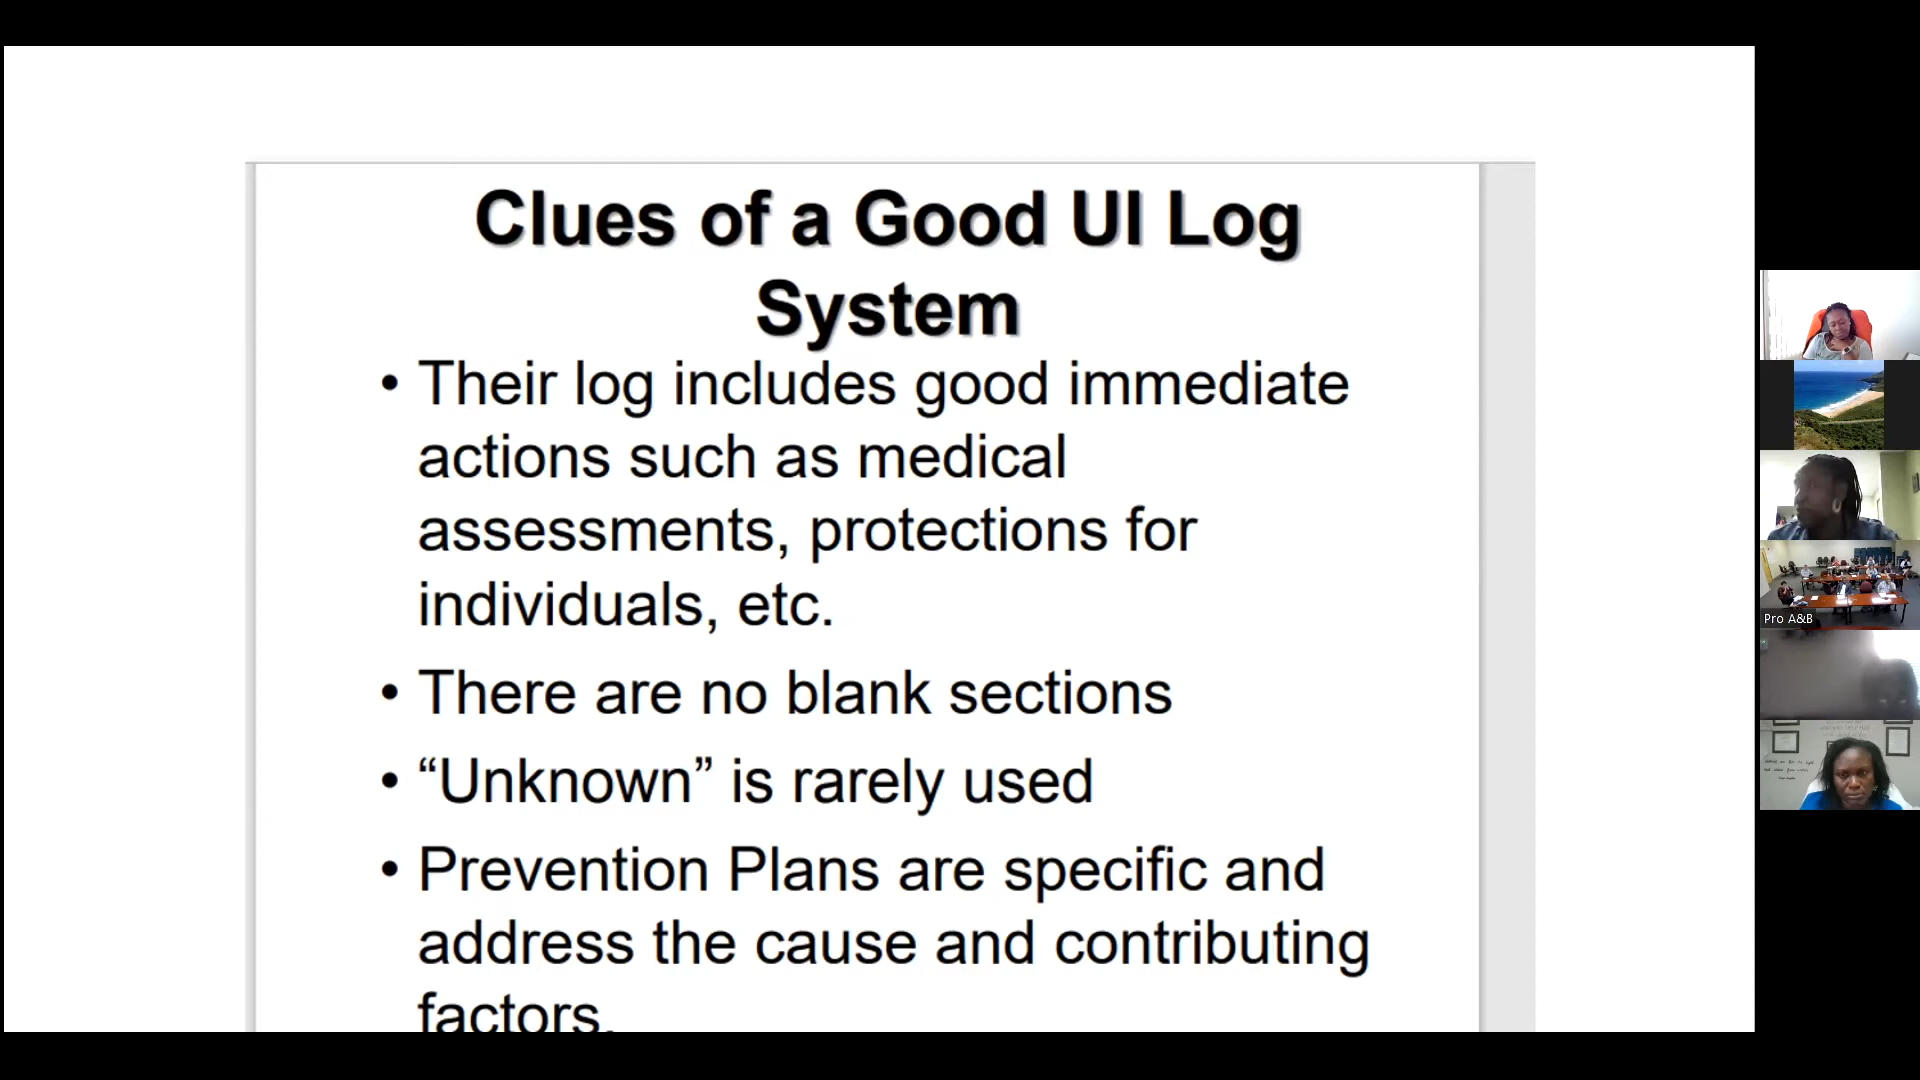 Clues of a Good UI Log
System
• Their log includes good immediate
actions such as medical
assessments, protections for
individuals, etc.
• There are no blank sections
• “Unknown” is rarely used
• Prevention Plans are specific and
address the cause and contributing
factors.
Pro A&B